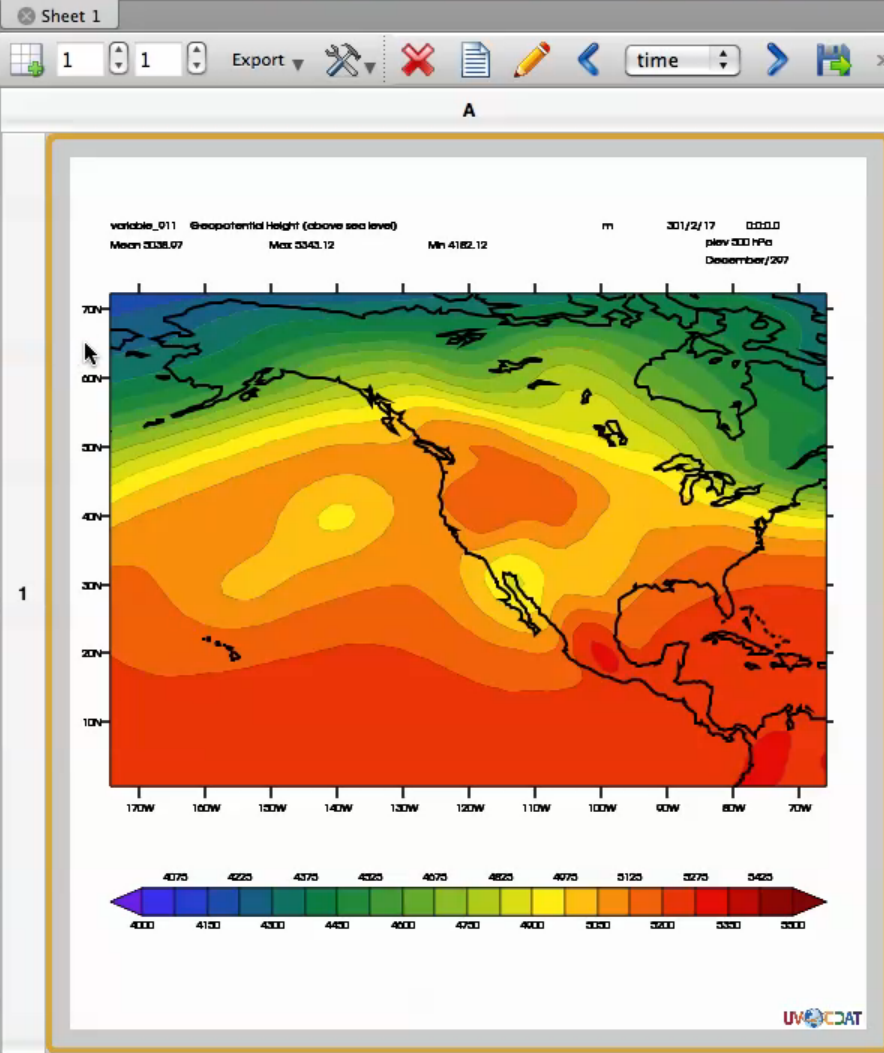 Sheet 1
1 1 Export time
A
variable_911 Geopotential Height (above sea level) m 301/2/17 0:0:0.0
Mean 5038.97 Max 5343.12 Min 4182.12 plev 500 hPa
December/297
70N
60N
50N
40N
1
30N
20N
10N
170W 160W 150W 140W 130W 120W 110W 100W 90W 80W 70W
4075 4225 4375 4525 4675 4825 4975 5125 5275 5425
4000 4150 4300 4450 4600 4750 4900 5050 5200 5350 5500
UV CDAT